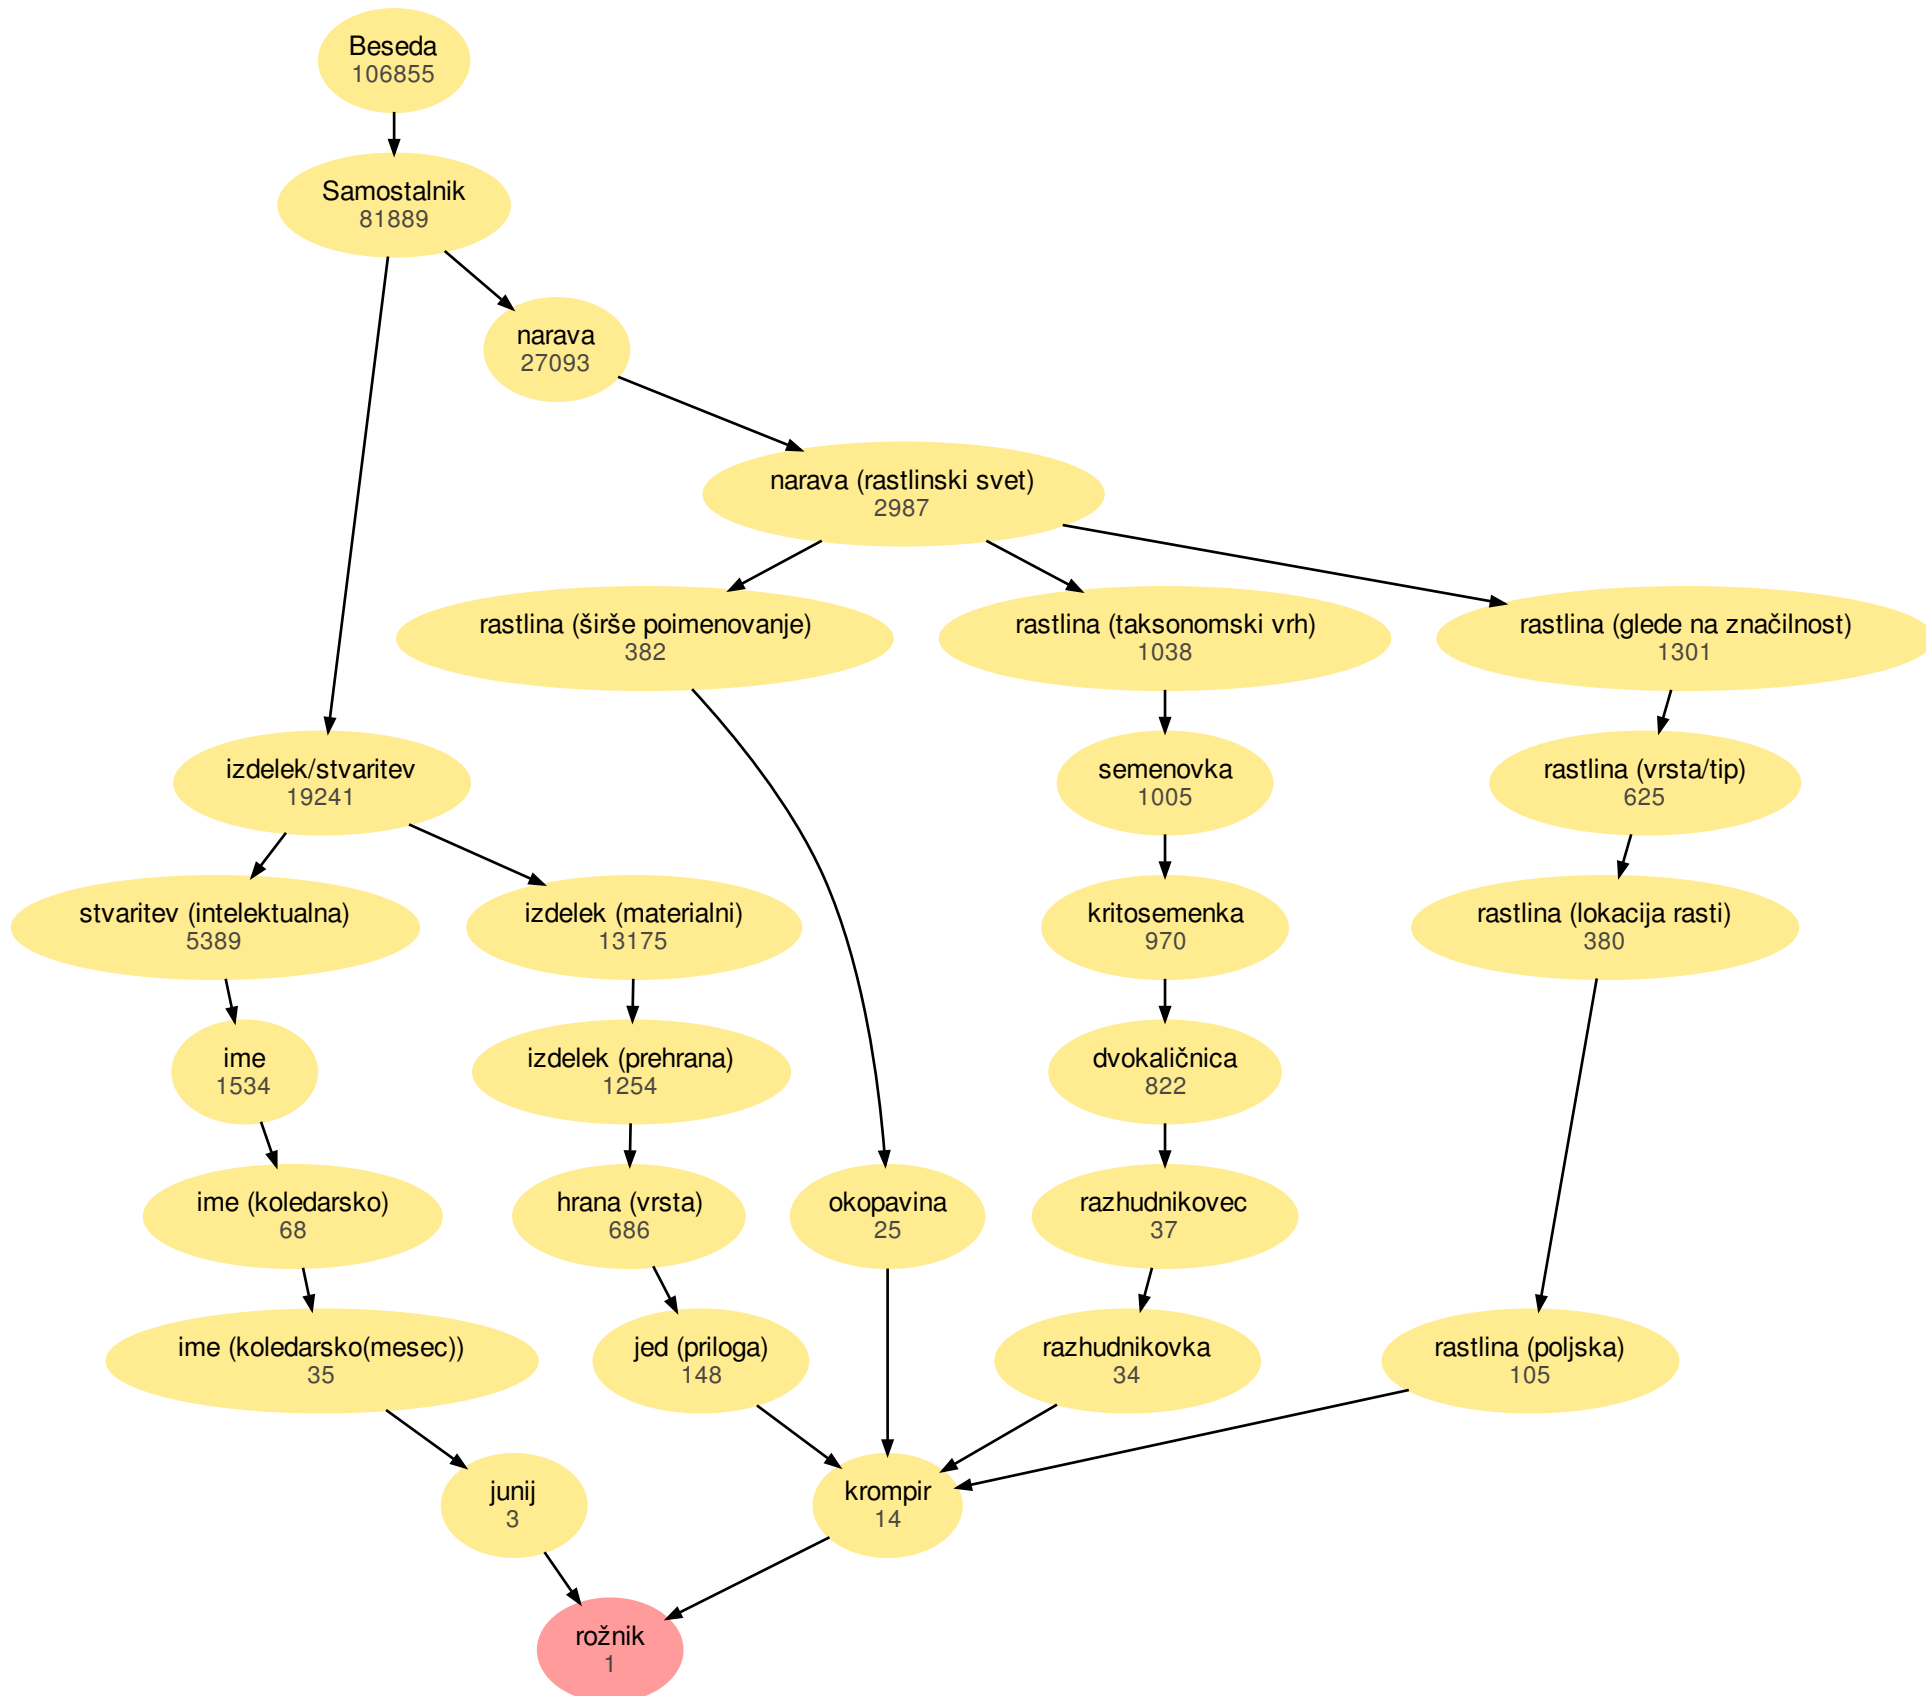 Beseda
106855
Samostalnik
81889
narava
27093
narava (rastlinski svet)
2987
rastlina (širše poimenovanje)
382
rastlina (taksonomski vrh)
1038
rastlina (glede na značilnost)
1301
izdelek/stvaritev
19241
semenovka
1005
rastlina (vrsta/tip)
625
stvaritev (intelektualna)
5389
izdelek (materialni)
13175
kritosemenka
970
rastlina (lokacija rasti)
380
ime
1534
izdelek (prehrana)
1254
dvokaličnica
822
ime (koledarsko)
68
hrana (vrsta)
686
okopavina
25
razhudnikovec
37
ime (koledarsko(mesec))
35
jed (priloga)
148
razhudnikovka
34
rastlina (poljska)
105
junij
3
krompir
14
rožnik
1